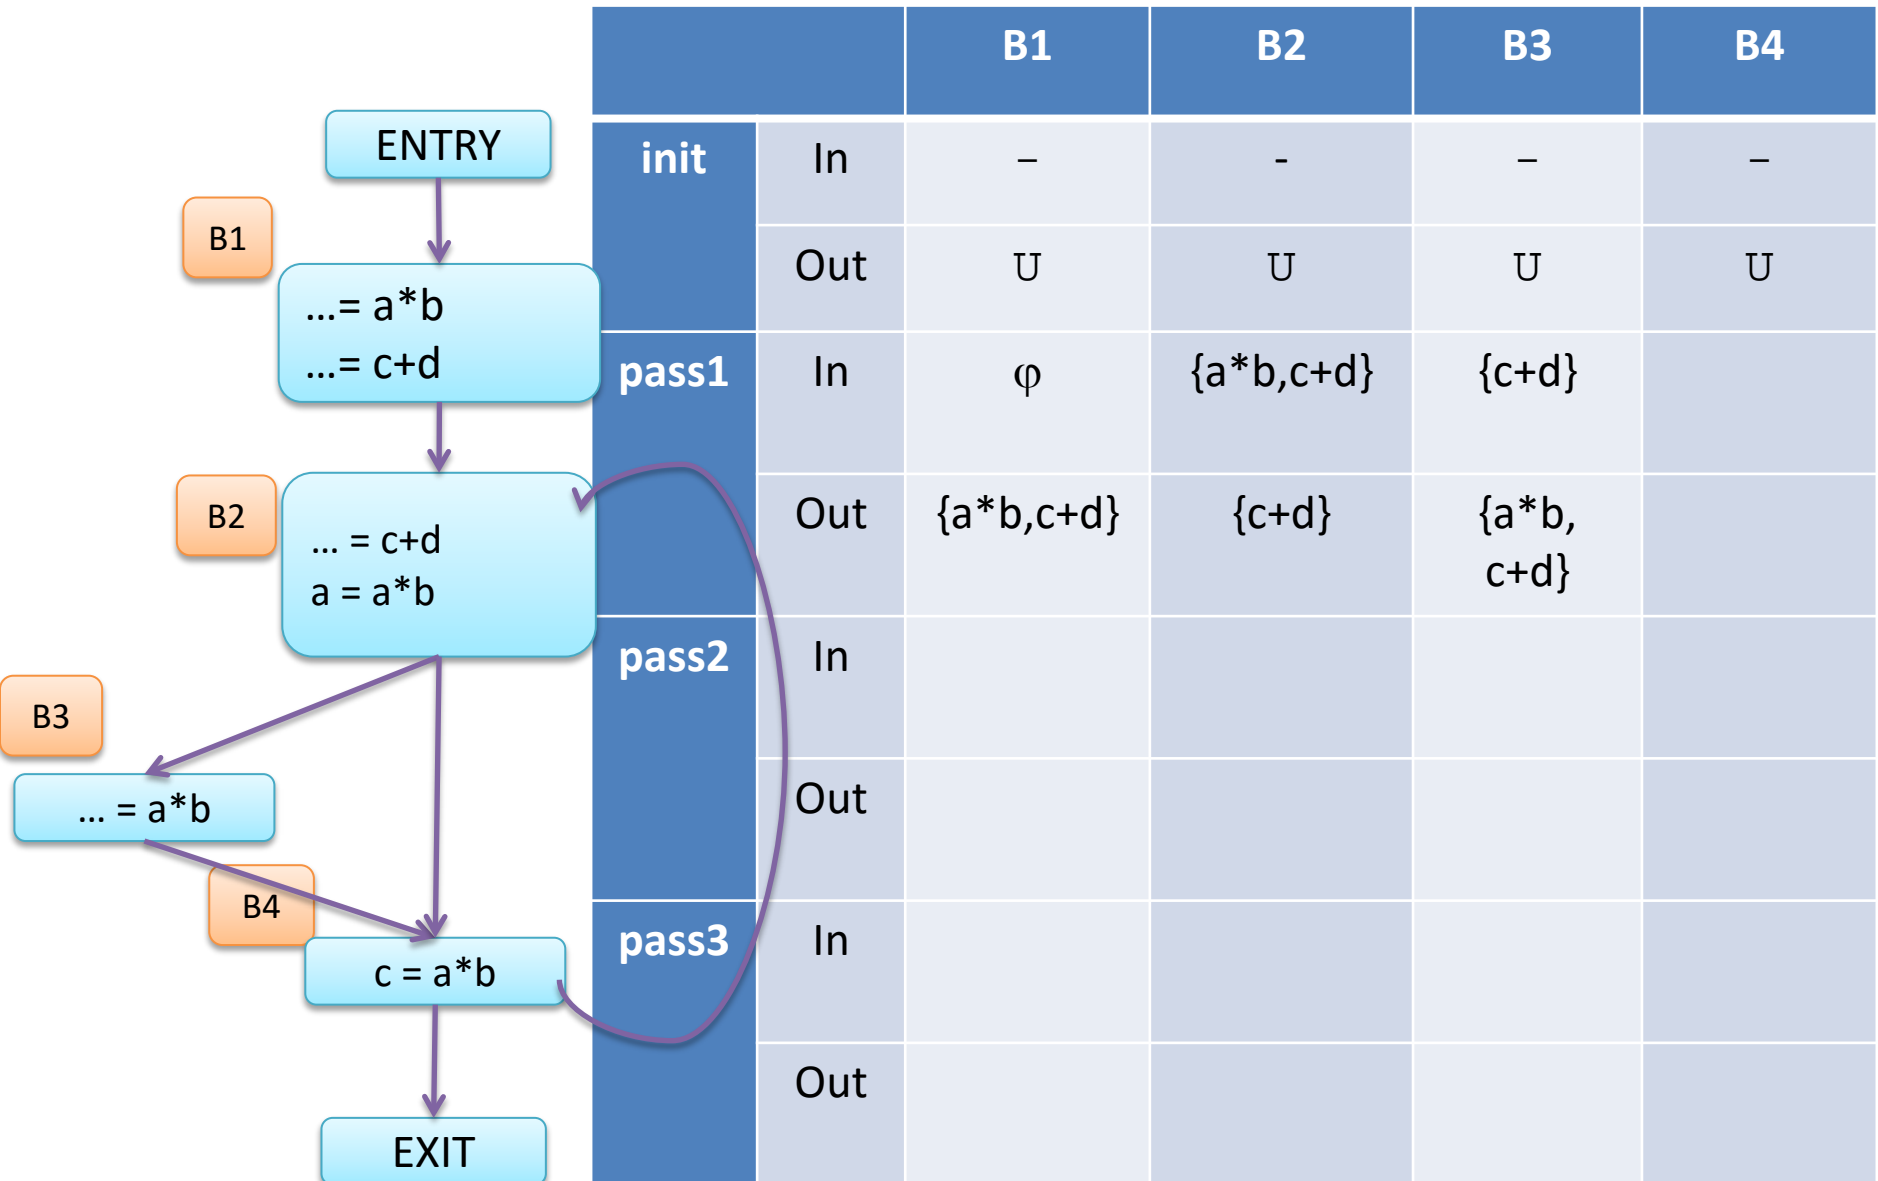 ENTRY
B1
…= a*b
…= c+d
B2
… = c+d
a = a*b
B3
… = a*b
B4
c = a*b
EXIT
B1 B2 B3 B4
init In – - – –
Out U U U U
pass1 In φ {a*b,c+d} {c+d}
Out {a*b,c+d} {c+d} {a*b,
c+d}
pass2 In
Out
pass3 In
Out